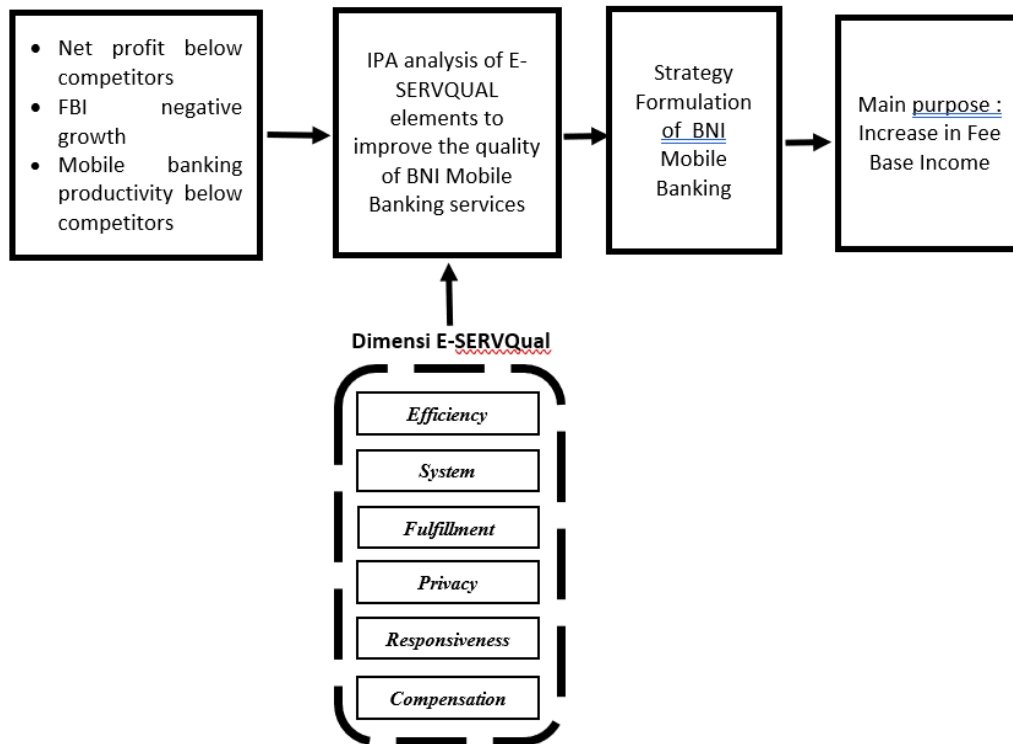 • Net profit below
competitors
• FBI negative
growth
• Mobile banking
productivity below
competitors
IPA analysis of E-
SERVQUAL
elements to
improve the quality
of BNI Mobile
Banking services
Strategy
Formulation
of BNI
Mobile
Banking
Main purpose :
Increase in Fee
Base Income
Dimensi E-SERVQual
Efficiency
System
Fulfillment
Privacy
Responsiveness
Compensation